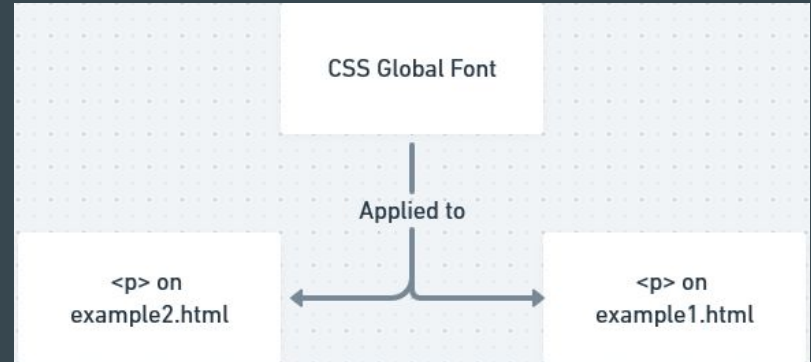 CSS Global Font
Applied to
<p> on
example2.html
<p> on
example1.html